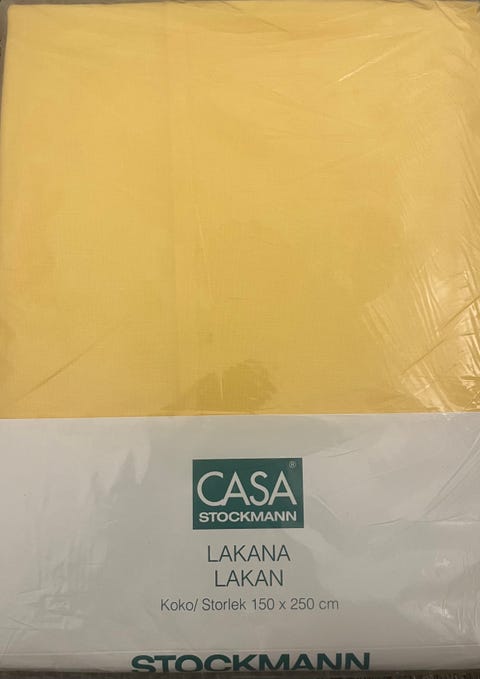 CASA®
STOCKMANN
LAKANA
LAKAN
Koko/ Storlek 150 x 250 cm
STOCKMANN